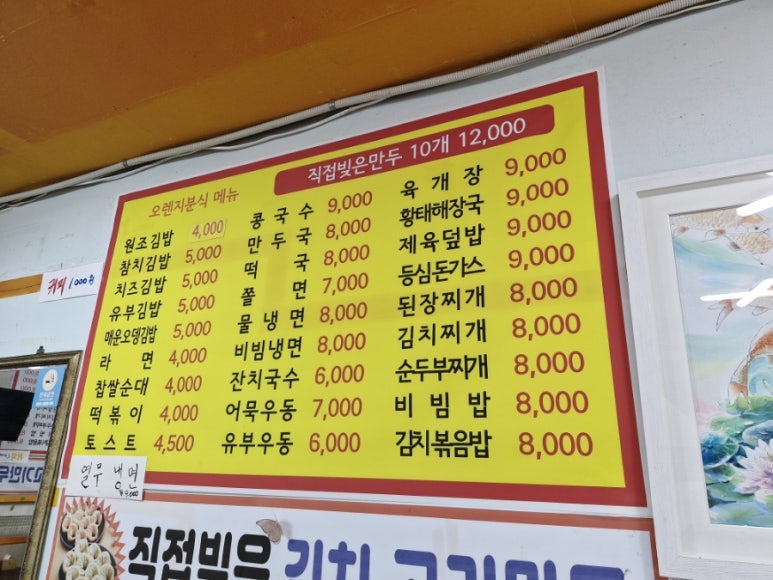 직접빚은만두 10개 12,000
오렌지분식 메뉴
원조김밥 4,000
참치김밥 5,000
치즈김밥 5,000
유부김밥 5,000
매운오뎅김밥 5,000
라면 4,000
찹쌀순대 4,000
떡볶이 4,000
토스트 4,500
콩국수 9,000
만두국 8,000
떡국 8,000
쫄면 7,000
물냉면 8,000
비빔냉면 8,000
잔치국수 6,000
어묵우동 7,000
유부우동 6,000
육개장 9,000
황태해장국 9,000
제육덮밥 9,000
등심돈가스 9,000
된장찌개 8,000
김치찌개 8,000
순두부찌개 8,000
비빔밥 8,000
김치볶음밥 8,000
커피 1,000원
열무냉면
직접빚은 김치 고기만두